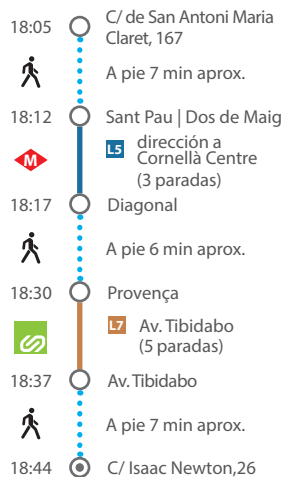 18:05 C/ de San Antoni Maria
Claret, 167
A pie 7 min aprox.
18:12 Sant Pau | Dos de Maig
M L5 dirección a
Cornellà Centre
(3 paradas)
18:17 Diagonal
A pie 6 min aprox.
18:30 Provença
L7 Av. Tibidabo
(5 paradas)
18:37 Av. Tibidabo
A pie 7 min aprox.
18:44 C/ Isaac Newton,26